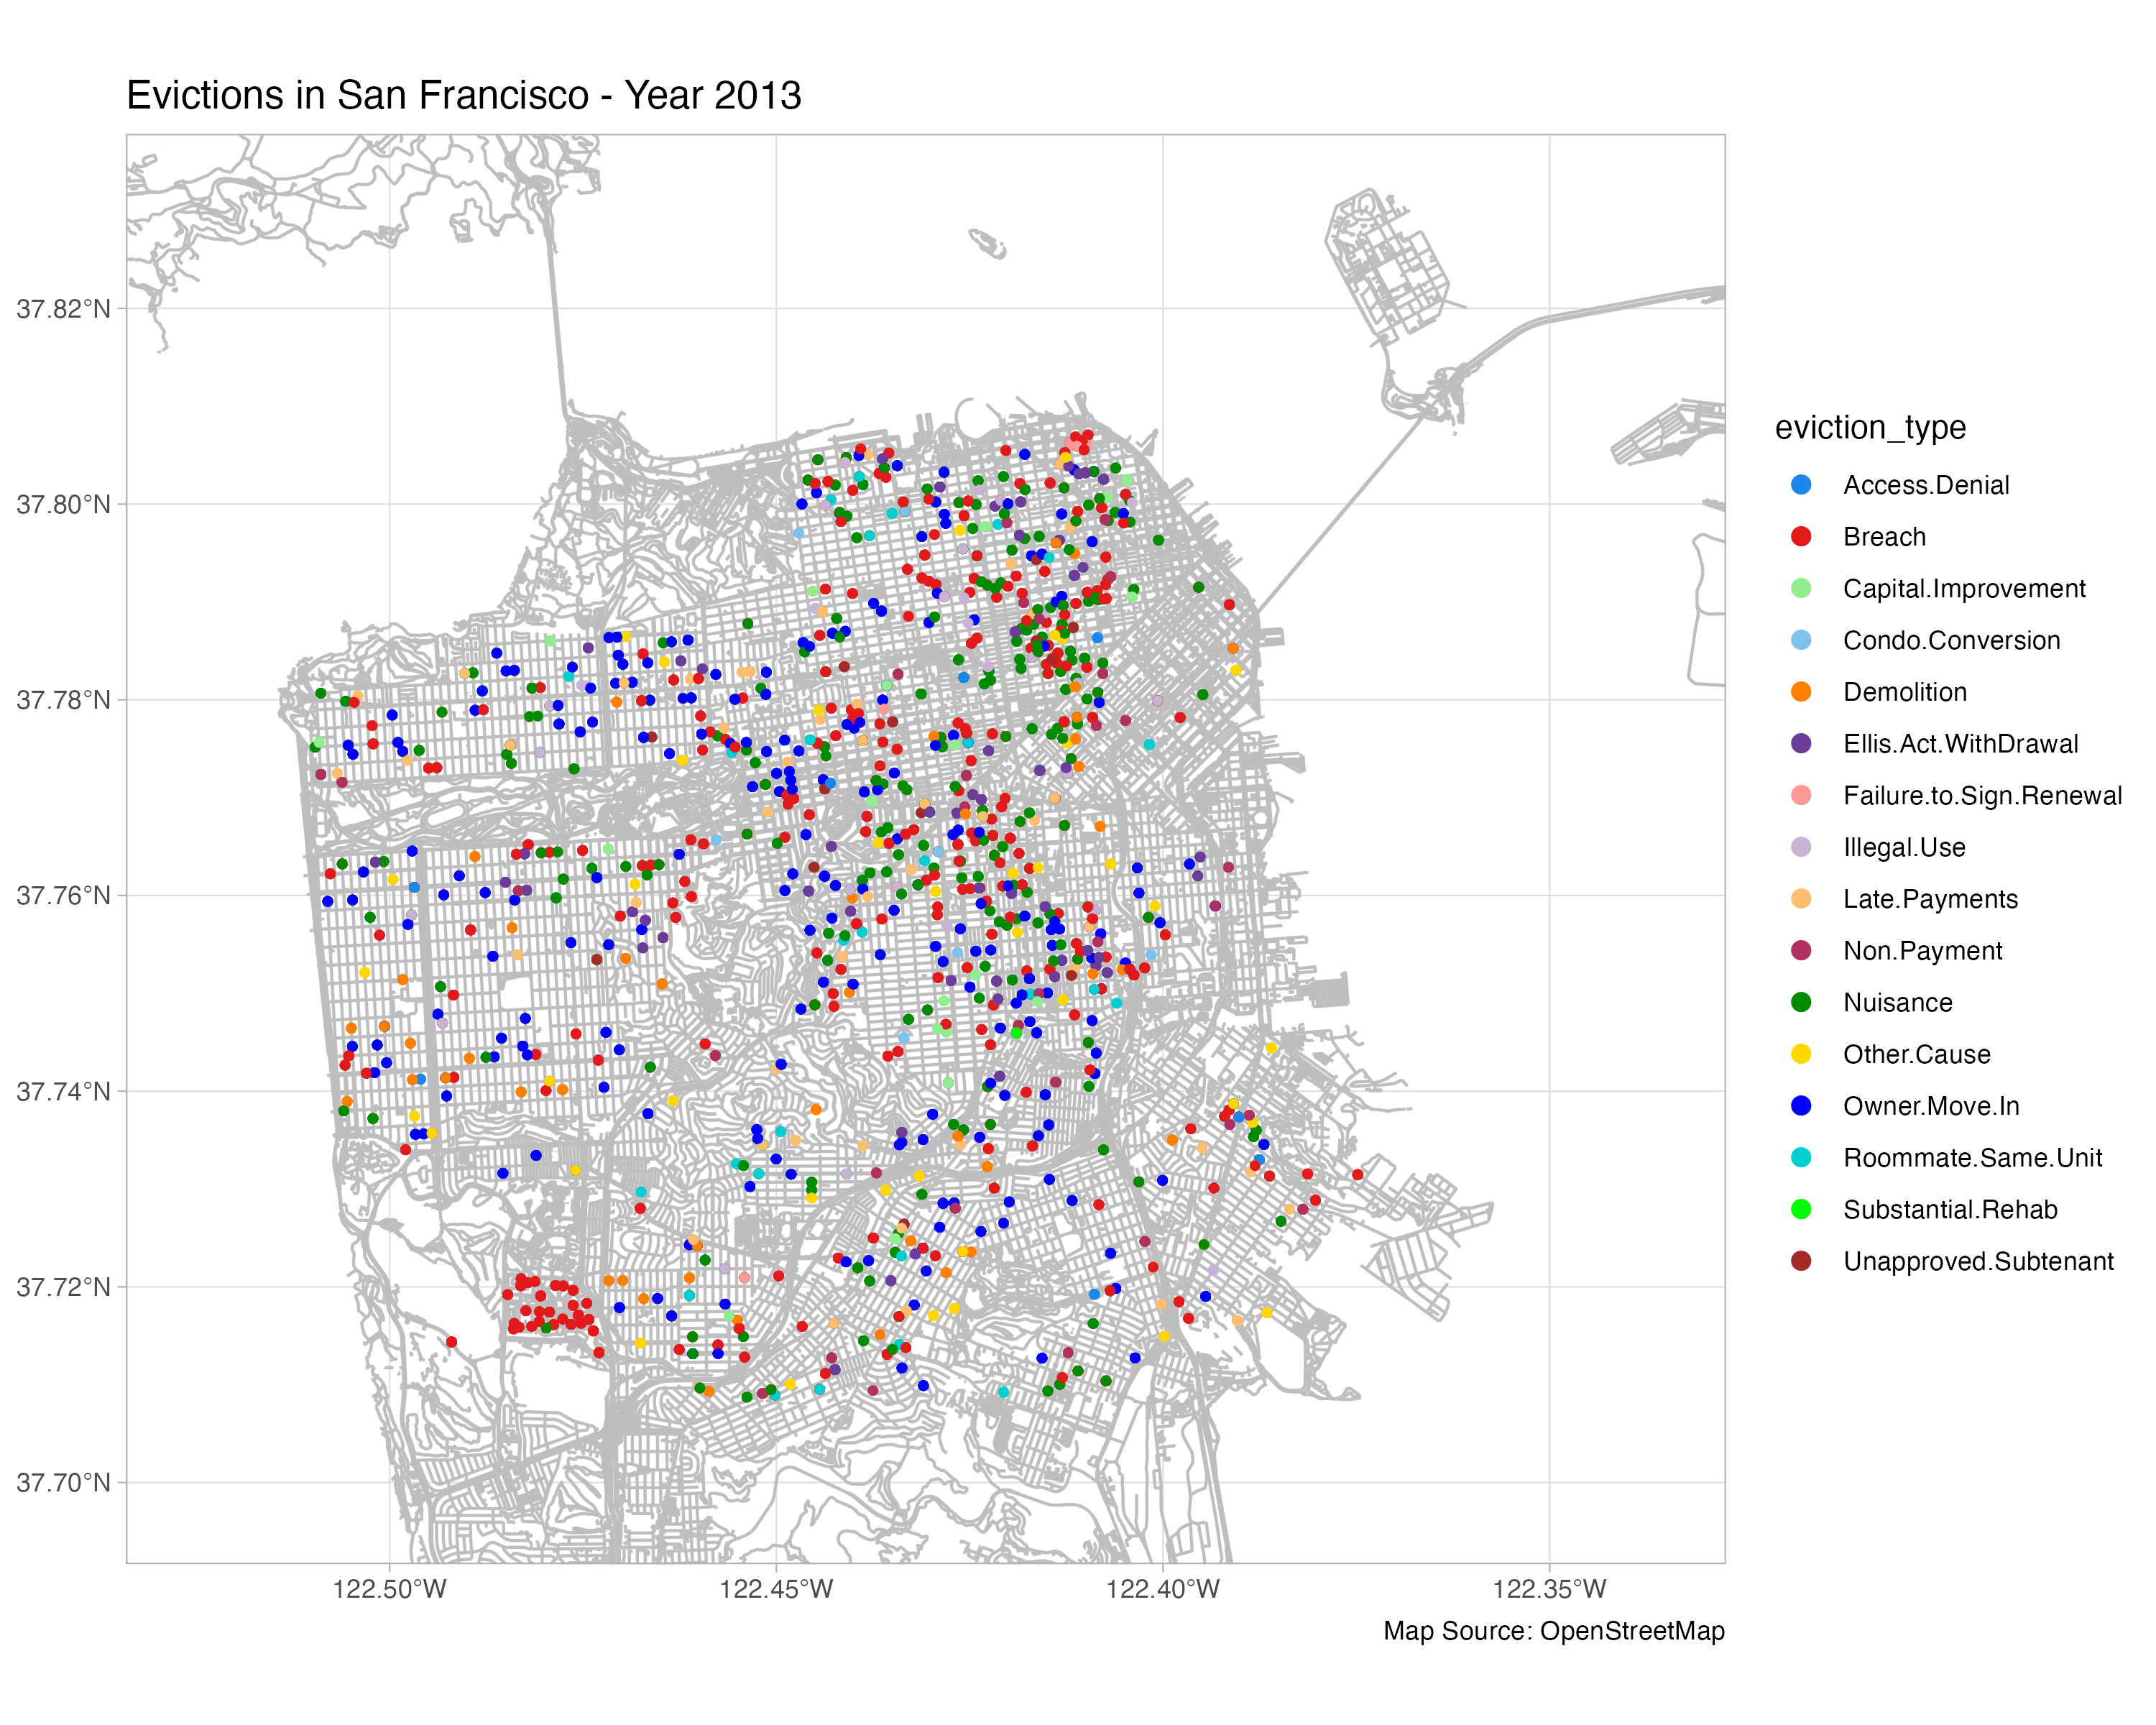 Evictions in San Francisco - Year 2013
37.82°N
37.80°N
37.78°N
37.76°N
37.74°N
37.72°N
37.70°N
122.50°W
122.45°W
122.40°W
122.35°W
Map Source: OpenStreetMap
eviction_type
Access.Denial
Breach
Capital.Improvement
Condo.Conversion
Demolition
Ellis.Act.WithDrawal
Failure.to.Sign.Renewal
Illegal.Use
Late.Payments
Non.Payment
Nuisance
Other.Cause
Owner.Move.In
Roommate.Same.Unit
Substantial.Rehab
Unapproved.Subtenant